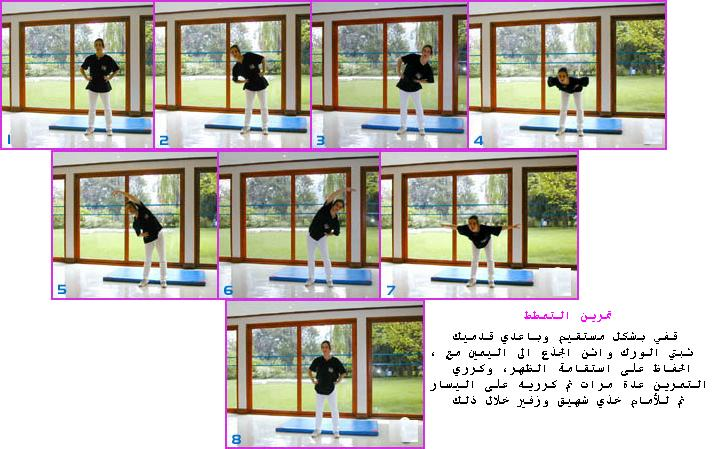 1
2
3
4
5
6
7
8
تمرين التمطط
قفي بشكل مستقيم وباعدي قدميك
ثبتي الورك واثن الجذع الى اليمين مع ،
الحفاظ على استقامة الظهر، وكرري
التمرين عدة مرات ثم كرريه على اليسار
ثم للأمام خذي شهيق وزفير خلال ذلك